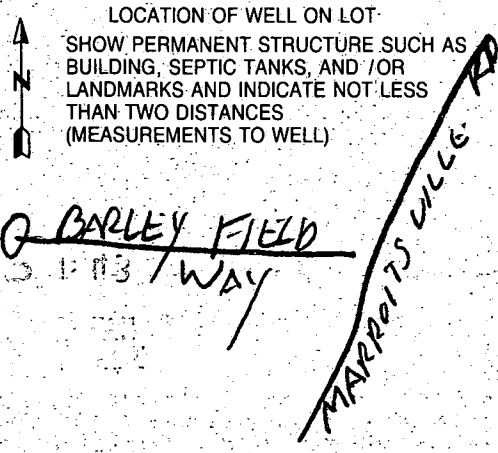 LOCATION OF WELL ON LOT
SHOW PERMANENT STRUCTURE SUCH AS
BUILDING, SEPTIC TANKS, AND /OR
LANDMARKS AND INDICATE NOT LESS
THAN TWO DISTANCES
(MEASUREMENTS TO WELL)
N
BARLEY FIELD
WAY
MARROITSVILLE RD